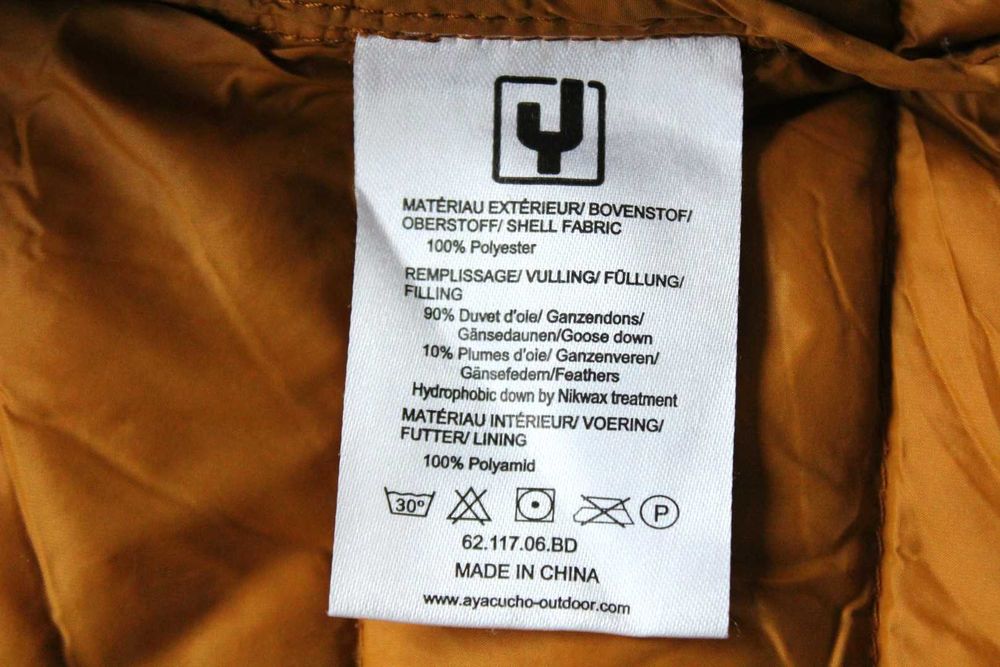 MATÉRIAU EXTÉRIEUR/ BOVENSTOF/
OBERSTOFF/ SHELL FABRIC
100% Polyester
REMPLISSAGE/ VULLING/ FÜLLUNG/
FILLING
90% Duvet d'oie/ Ganzendons/
Gänsedaunen/Goose down
10% Plumes d'oie/ Ganzenveren/
Gänsefedern/Feathers
Hydrophobic down by Nikwax treatment
MATÉRIAU INTÉRIEUR/ VOERING/
FUTTER/ LINING
100% Polyamid
30° P
62.117.06.BD
MADE IN CHINA
www.ayacucho-outdoor.com